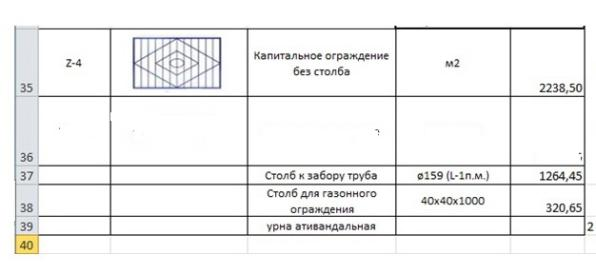 35
Z-4
Капитальное ограждение
без столба
м2
2238,50
36
37
Столб к забору труба
ø159 (L-1п.м.)
1264,45
38
Столб для газонного
ограждения
40х40х1000
320,65
39
урна ативандальная
2
40